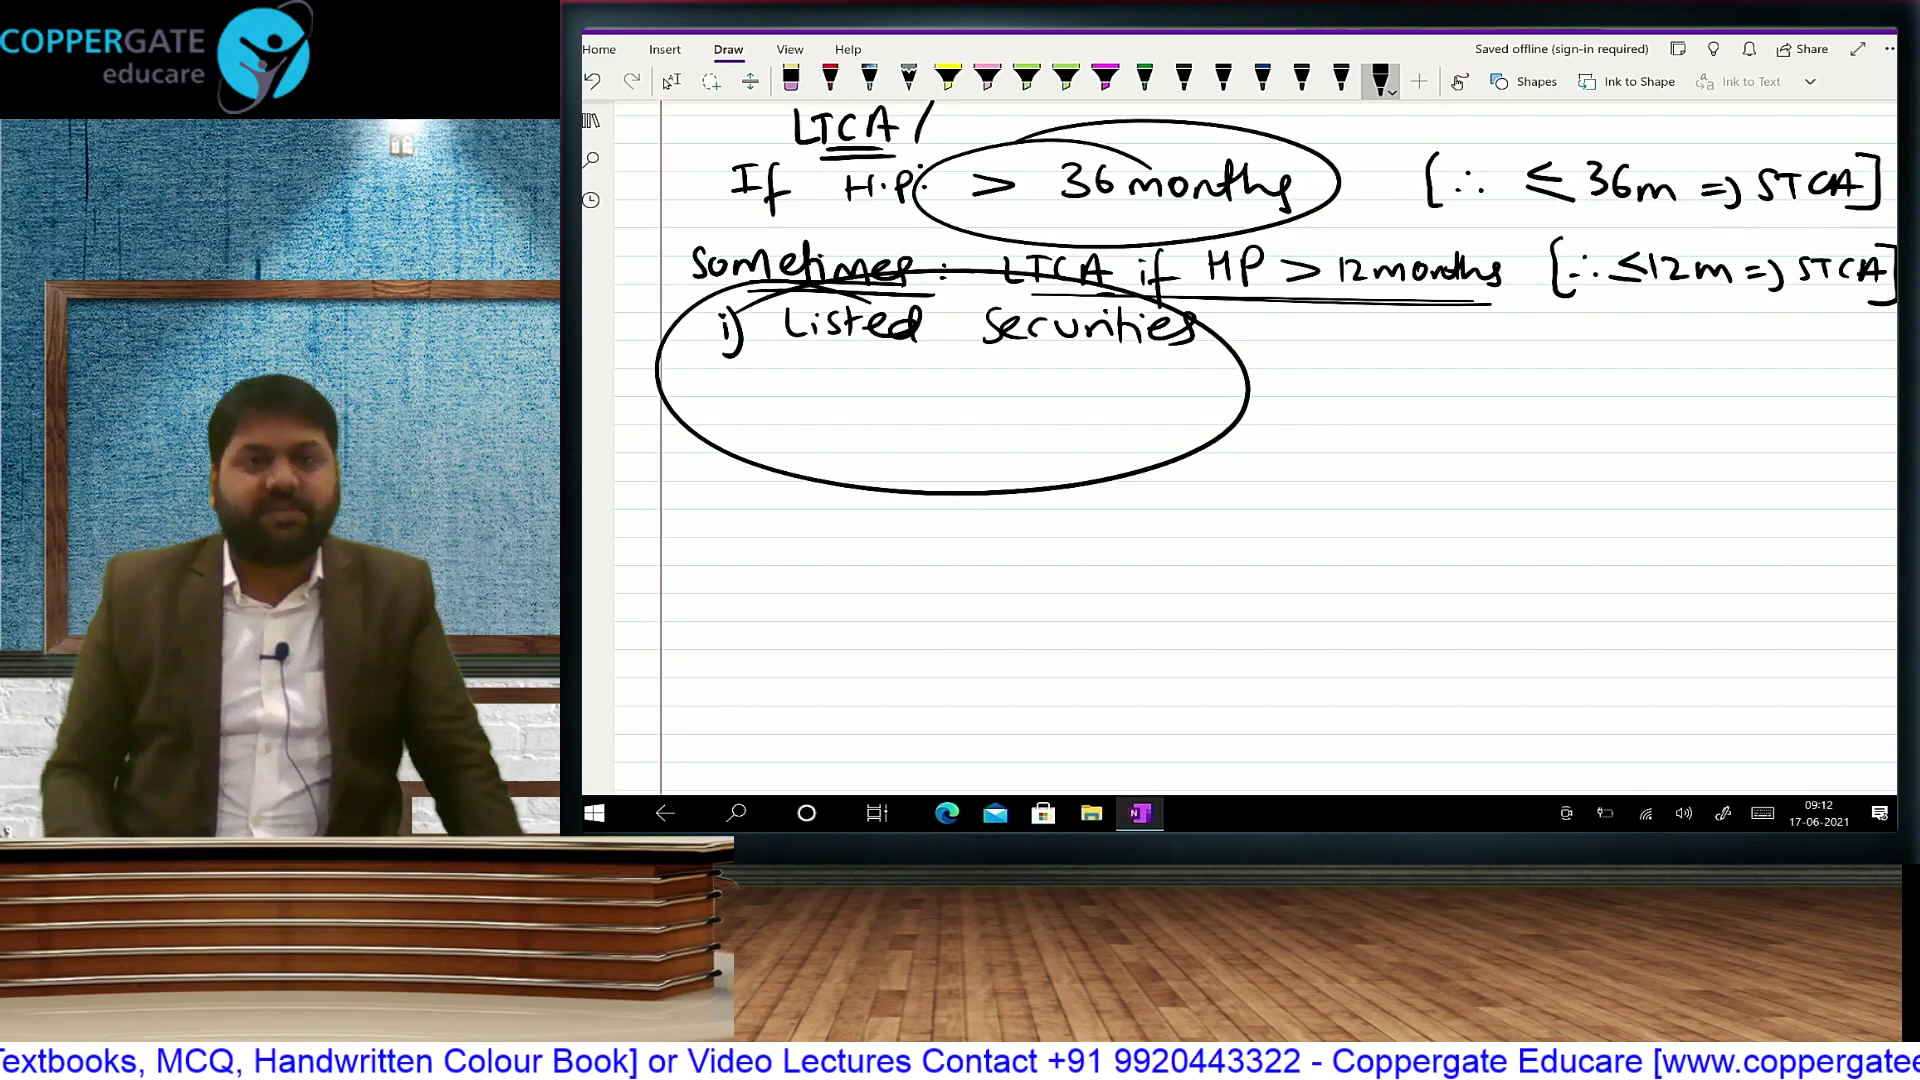 COPPERGATE
educare
Home Insert Draw View Help
Saved offline (sign-in required) Share
Shapes Ink to Shape Ink to Text
LTCA /
If H.P. > 36 months [∴ ≤ 36m => STCA]
Sometimes : LTCA if HP > 12 months [∴ ≤ 12m => STCA]
i) Listed Securities
09:12
17-06-2021
Textbooks, MCQ, Handwritten Colour Book] or Video Lectures Contact +91 9920443322 - Coppergate Educare [www.coppergatee